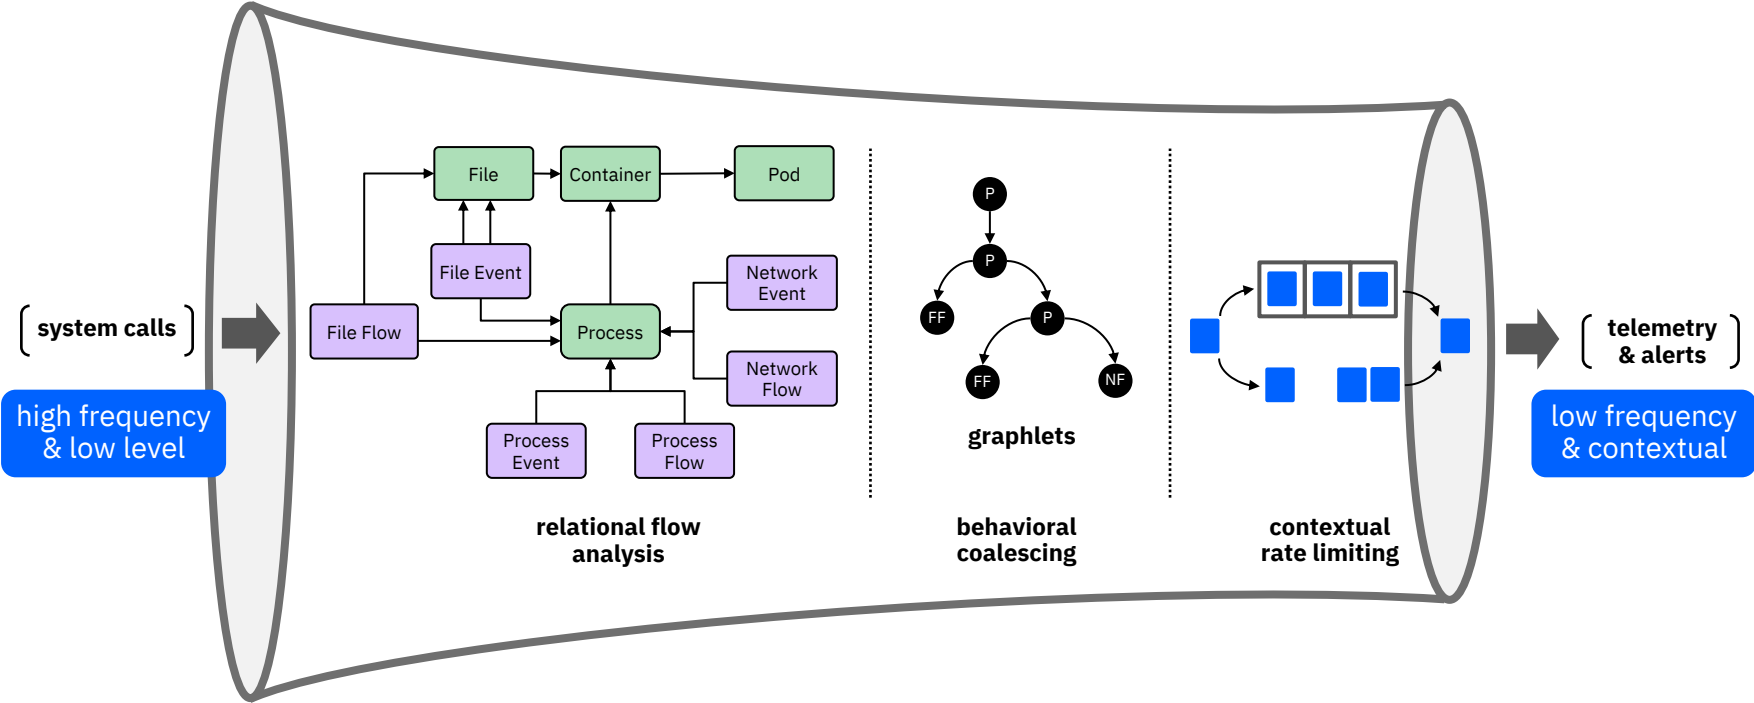 system calls
high frequency
& low level
File
Container
Pod
File Event
File Flow
Process
Network
Event
Network
Flow
Process
Event
Process
Flow
relational flow
analysis
P
P
FF
P
FF
NF
graphlets
behavioral
coalescing
contextual
rate limiting
telemetry
& alerts
low frequency
& contextual